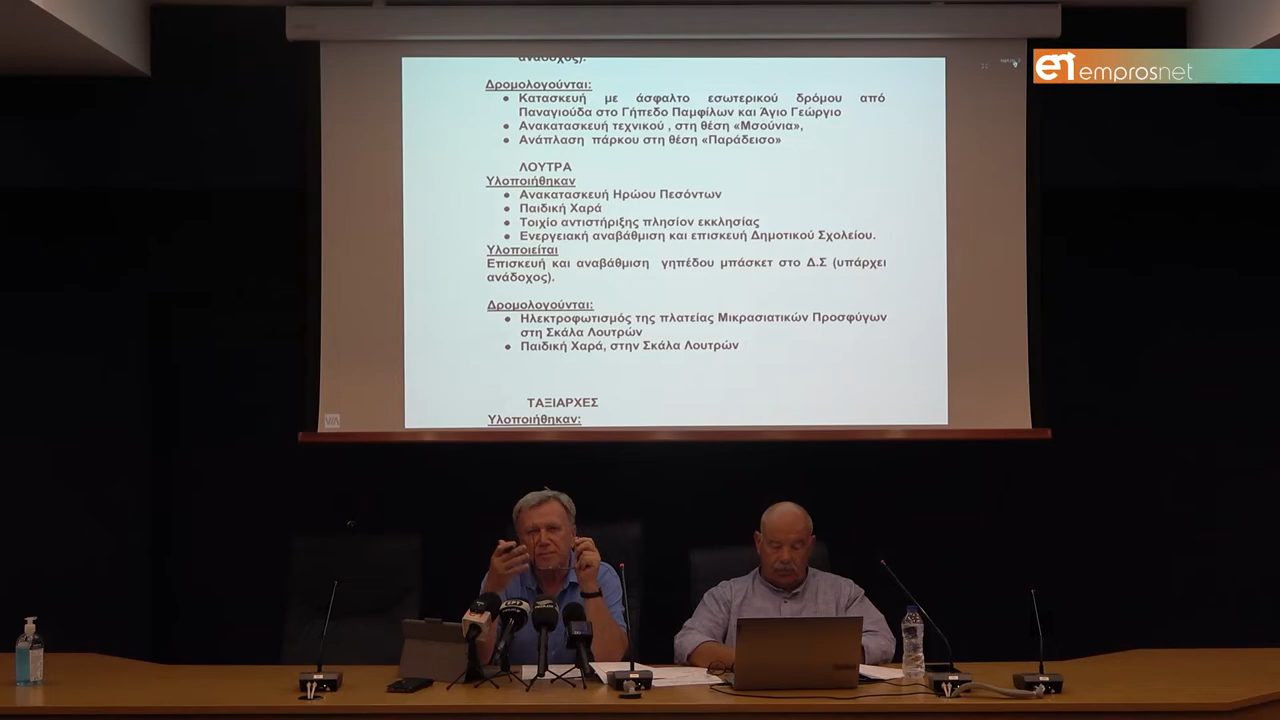 ανάδοχος).
Δρομολογούνται:
● Κατασκευή με άσφαλτο εσωτερικού δρόμου από
Παναγιούδα στο Γήπεδο Παμφίλων και Άγιο Γεώργιο
● Ανακατασκευή τεχνικού , στη θέση «Μσούνια»,
● Ανάπλαση πάρκου στη θέση «Παράδεισο»
ΛΟΥΤΡΑ
Υλοποιήθηκαν
● Ανακατασκευή Ηρώου Πεσόντων
● Παιδική Χαρά
● Τοιχίο αντιστήριξης πλησίον εκκλησίας
● Ενεργειακή αναβάθμιση και επισκευή Δημοτικού Σχολείου.
Υλοποιείται
Επισκευή και αναβάθμιση γηπέδου μπάσκετ στο Δ.Σ (υπάρχει
ανάδοχος).
Δρομολογούνται:
● Ηλεκτροφωτισμός της πλατείας Μικρασιατικών Προσφύγων
στη Σκάλα Λουτρών
● Παιδική Χαρά, στην Σκάλα Λουτρών
ΤΑΞΙΑΡΧΕΣ
Υλοποιήθηκαν:
en emprosnet
VIA
ΕΡΤ